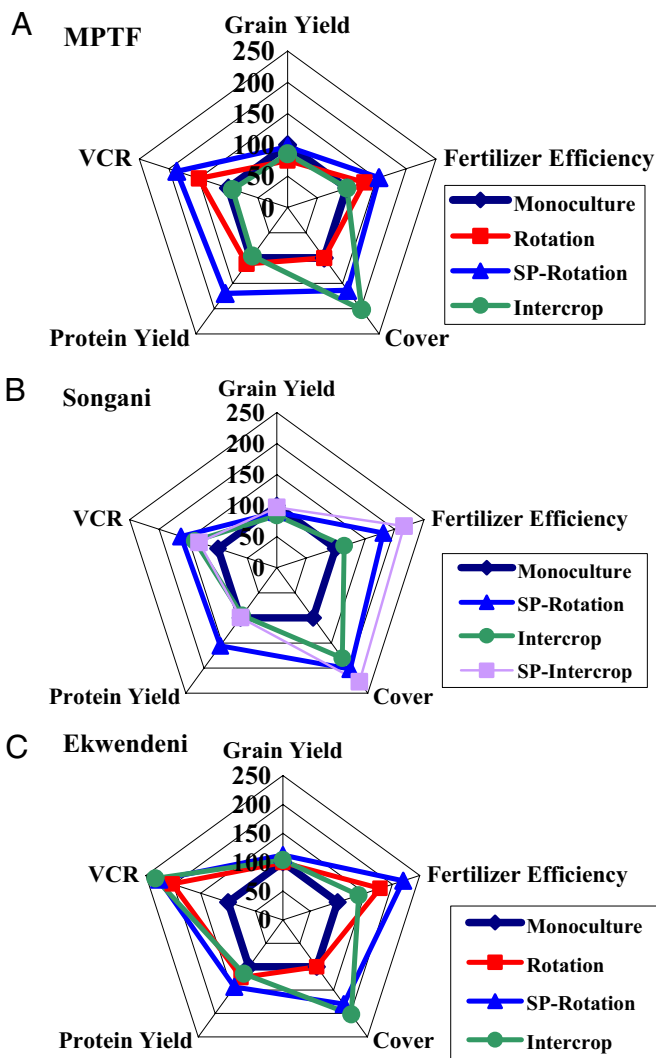 A
MPTF
Grain Yield
250
200
150
100
50
0
VCR
Fertilizer Efficiency
Monoculture
Rotation
SP-Rotation
Intercrop
Protein Yield
Cover
B
Songani
Grain Yield
250
200
150
100
50
0
VCR
Fertilizer Efficiency
Monoculture
SP-Rotation
Intercrop
SP-Intercrop
Protein Yield
Cover
C
Ekwendeni
Grain Yield
250
200
150
100
50
0
VCR
Fertilizer Efficiency
Monoculture
Rotation
SP-Rotation
Intercrop
Protein Yield
Cover